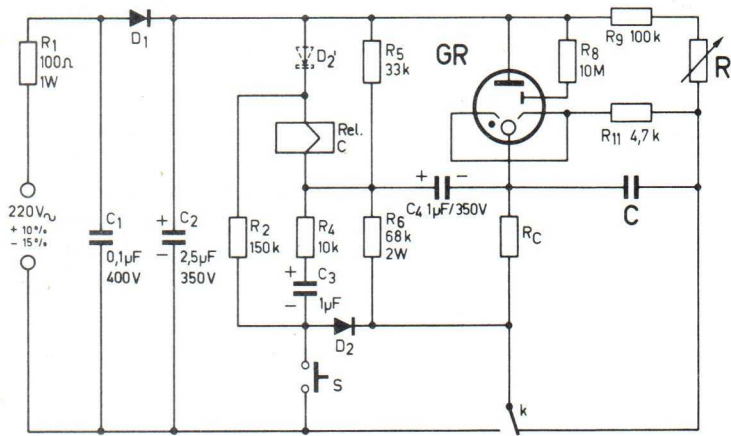 R1
100Ω
1W
D1
D2'
R5
33k
GR
R8
10M
R9 100k
R
Rel.
C
R11 4,7k
220V~
+ 10%
- 15%
C1
0,1µF
400V
+
-
C2
2,5µF
350V
R2
150k
R4
10k
+
-
C3
1µF
R6
68k
2W
+ -
C4 1µF/350V
RC
C
D2
S
k